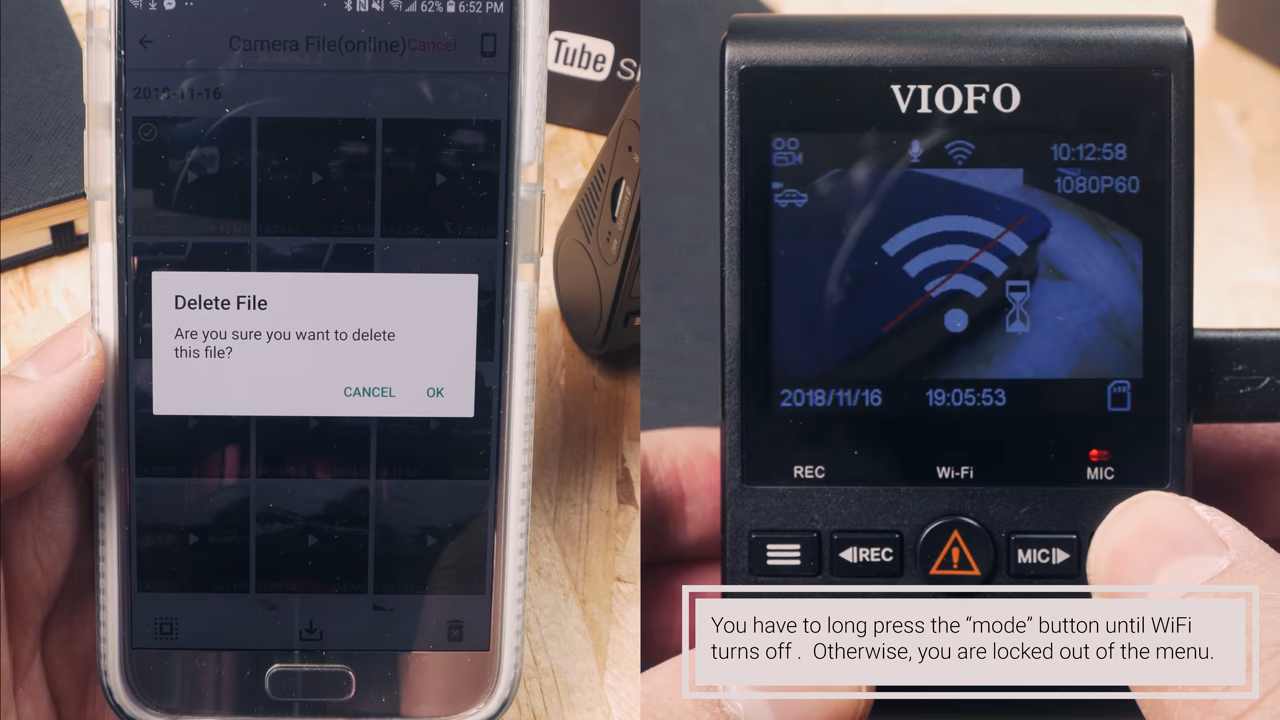 62% 6:52 PM
Camera File(online)Cancel
2018-11-16
Delete File
Are you sure you want to delete
this file?
CANCEL OK
Tube
VIOFO
10:12:58
1080P60
2018/11/16 19:05:53
REC Wi-Fi MIC
REC MIC
You have to long press the “mode” button until WiFi
turns off . Otherwise, you are locked out of the menu.